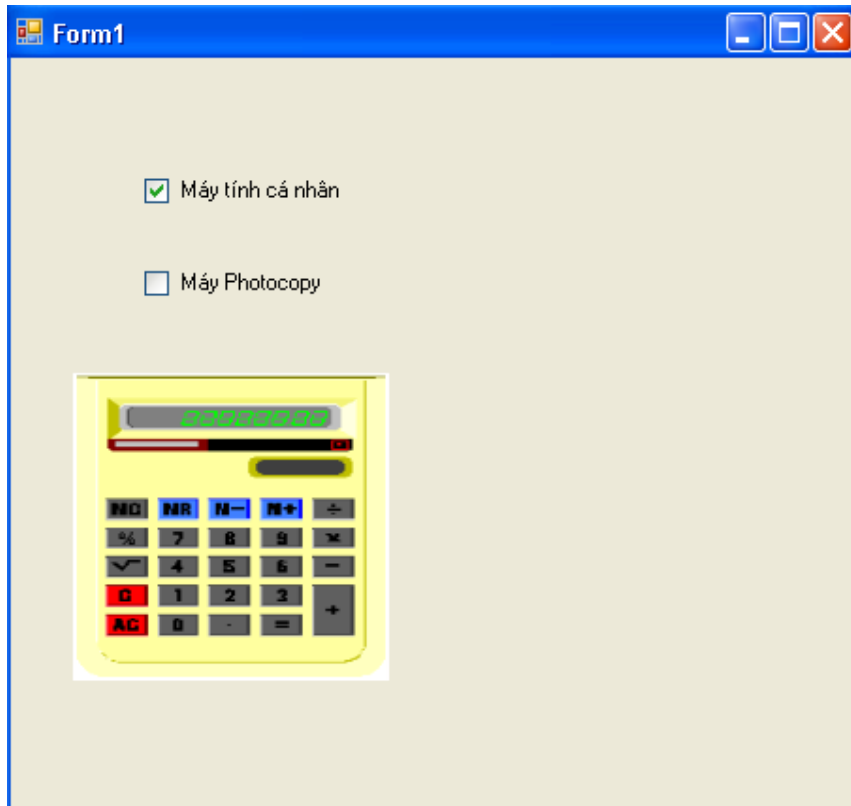 Form1
Máy tính cá nhân
Máy Photocopy
MC MR M− M+ ÷
% 7 8 9 ×
√ 4 5 6 −
C 1 2 3 +
AC 0 . =